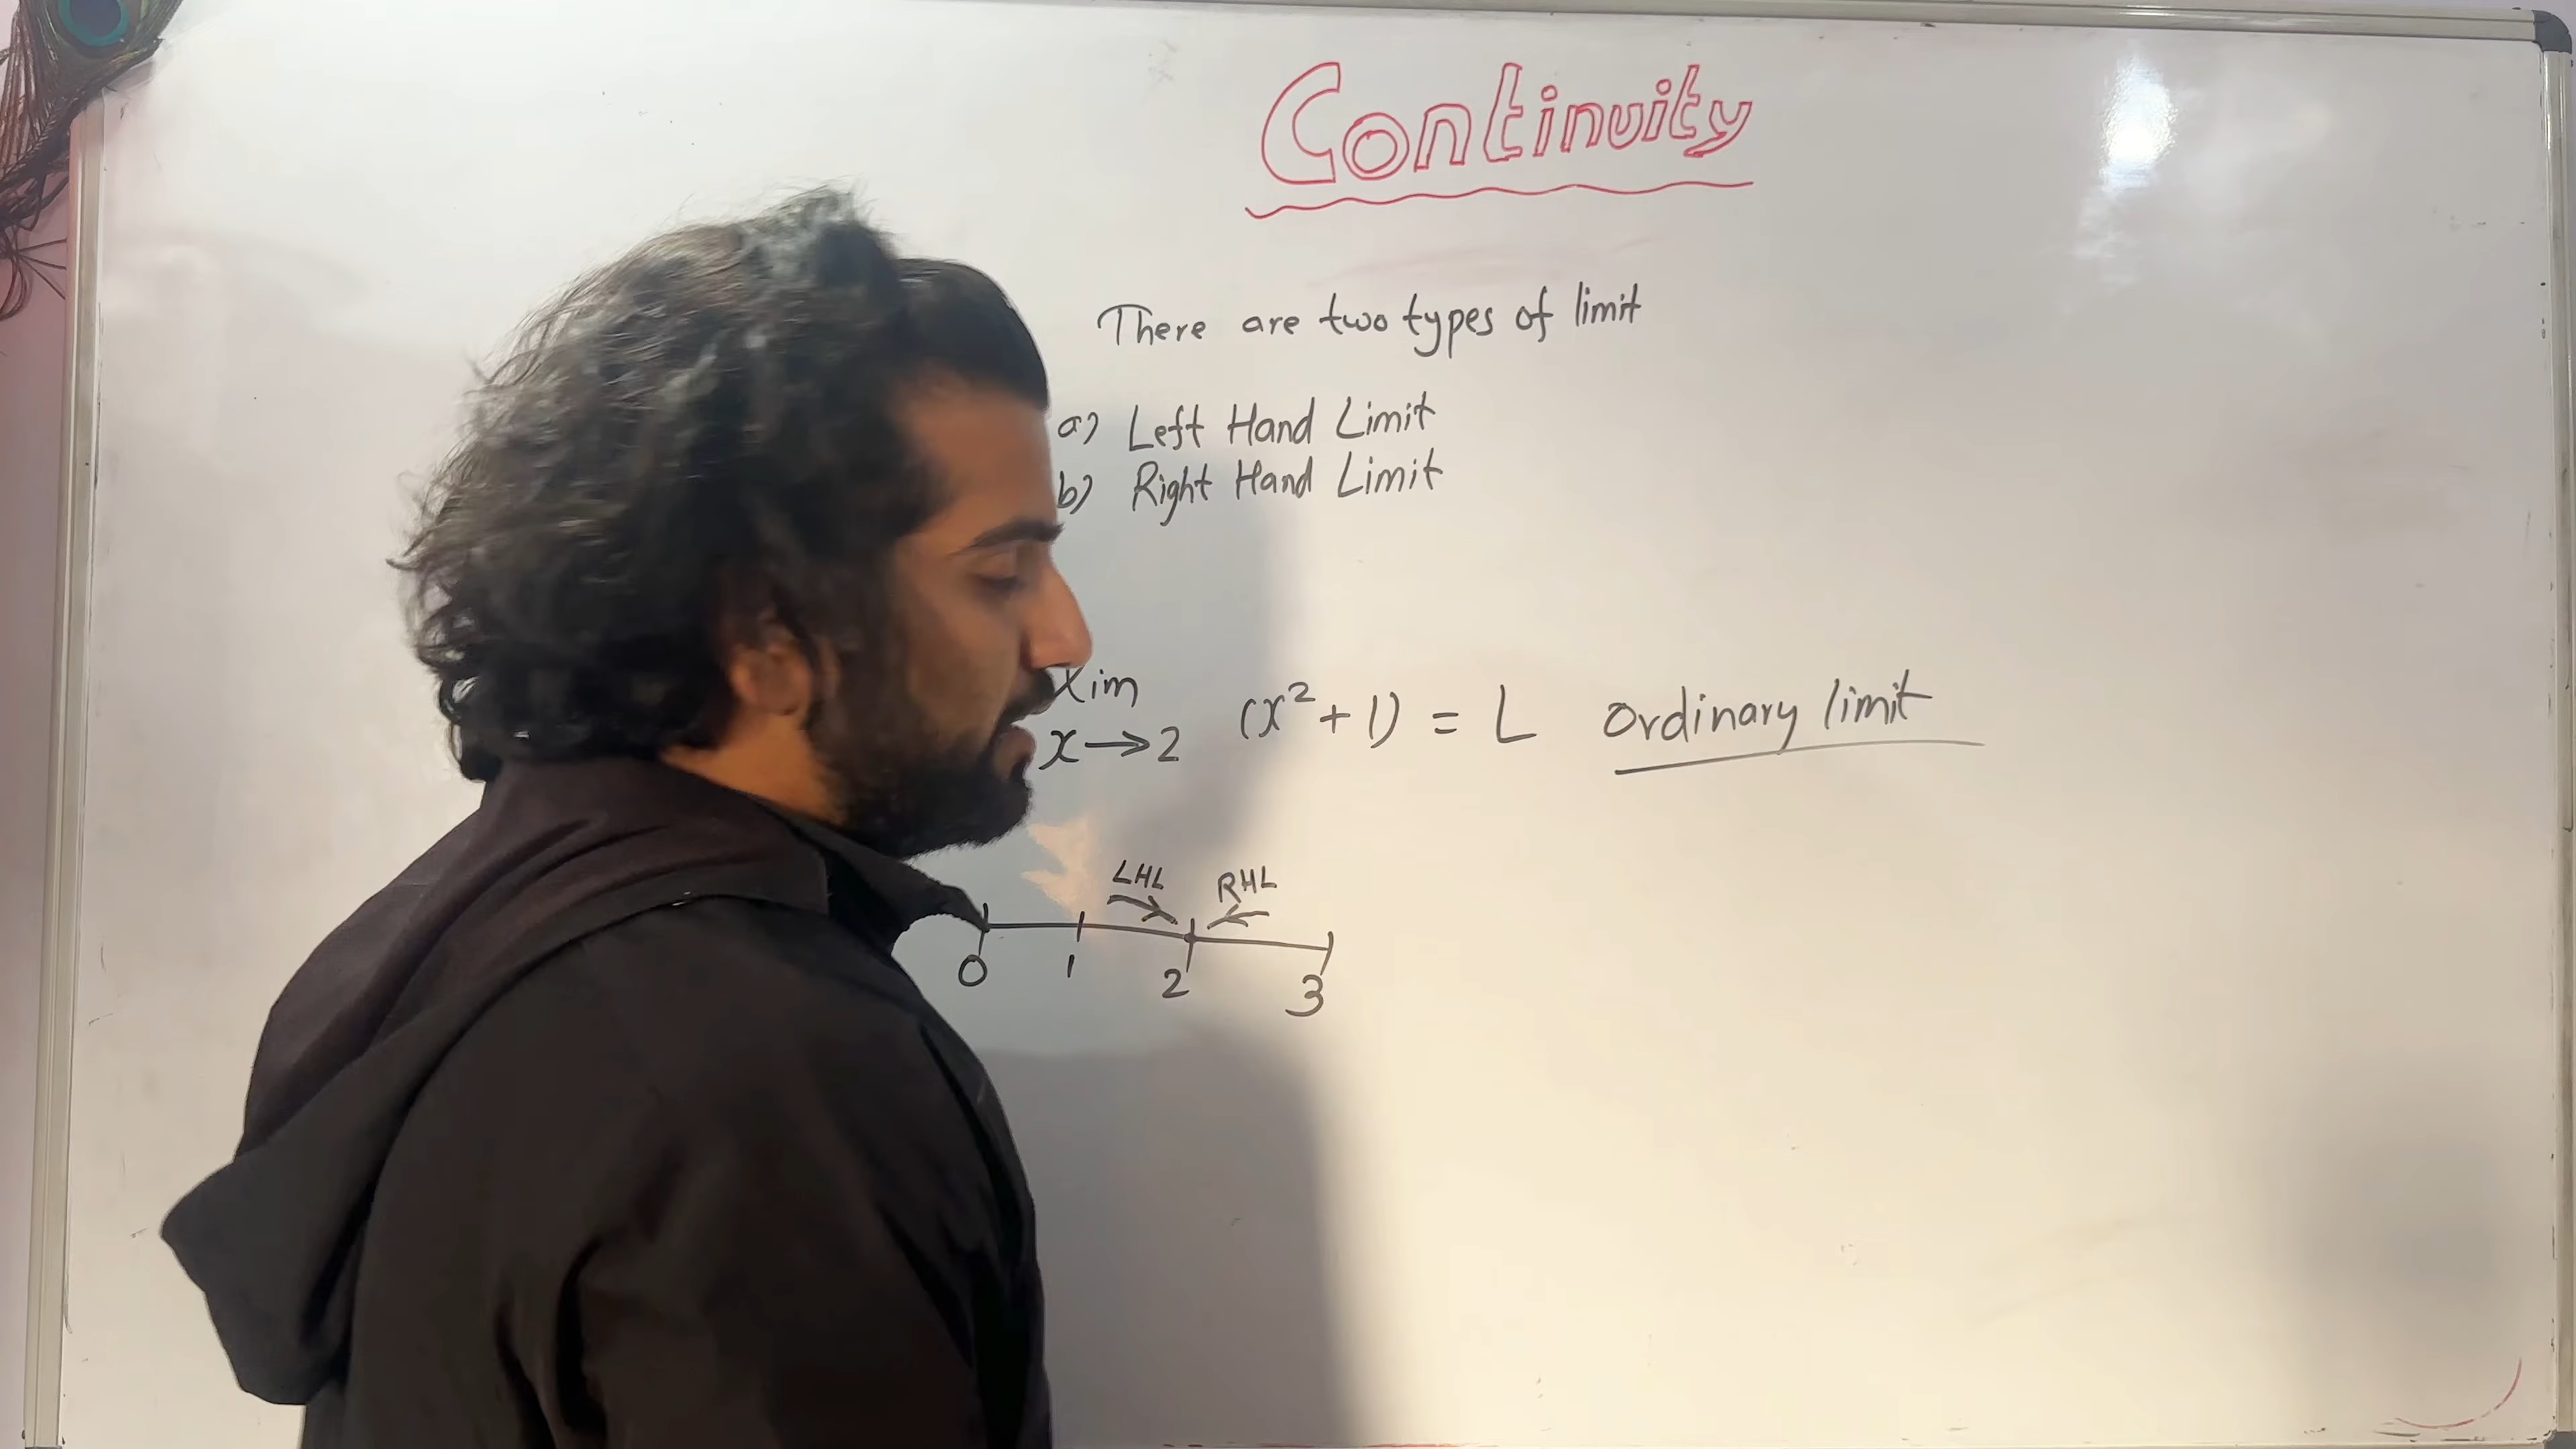 Continuity
There are two types of limit
a) Left Hand Limit
b) Right Hand Limit
lim
x→2 (x²+1) = L ordinary limit
LHL RHL
0 1 2 3